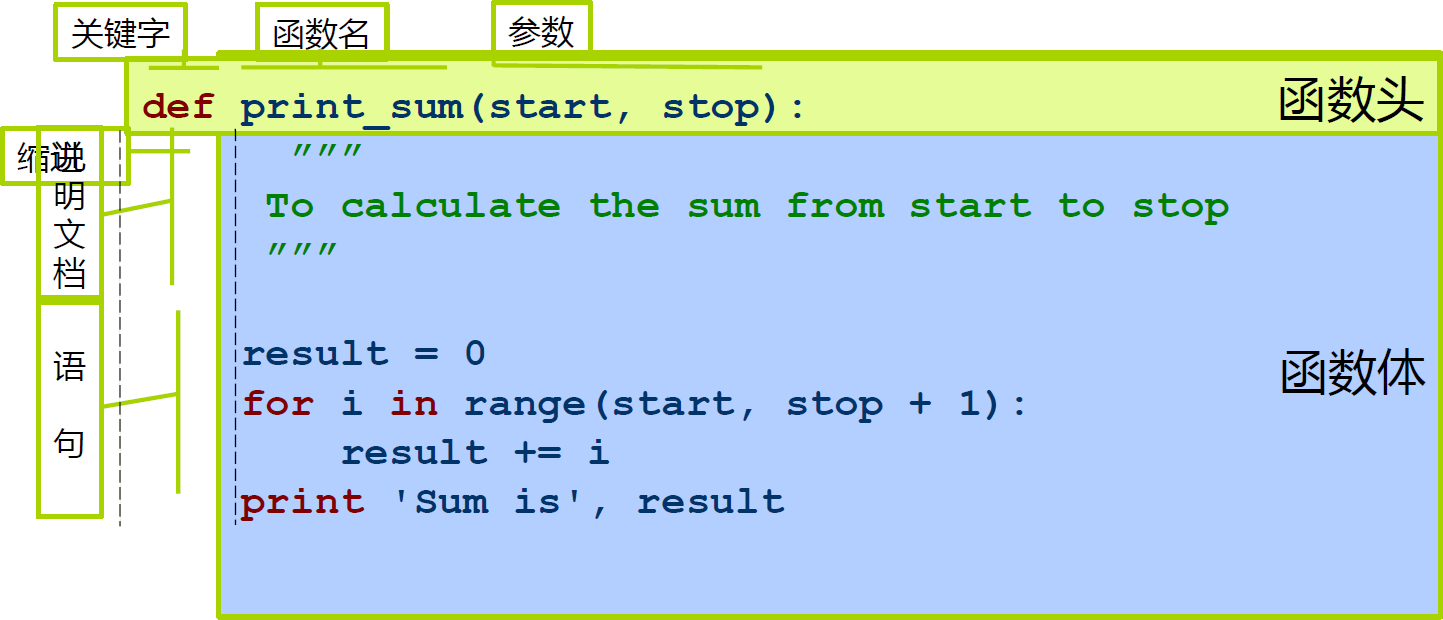 关键字 函数名 参数
def print_sum(start, stop): 函数头
缩进
"""
To calculate the sum from start to stop
"""
说明文档
result = 0
for i in range(start, stop + 1): 函数体
result += i
print 'Sum is', result
语句